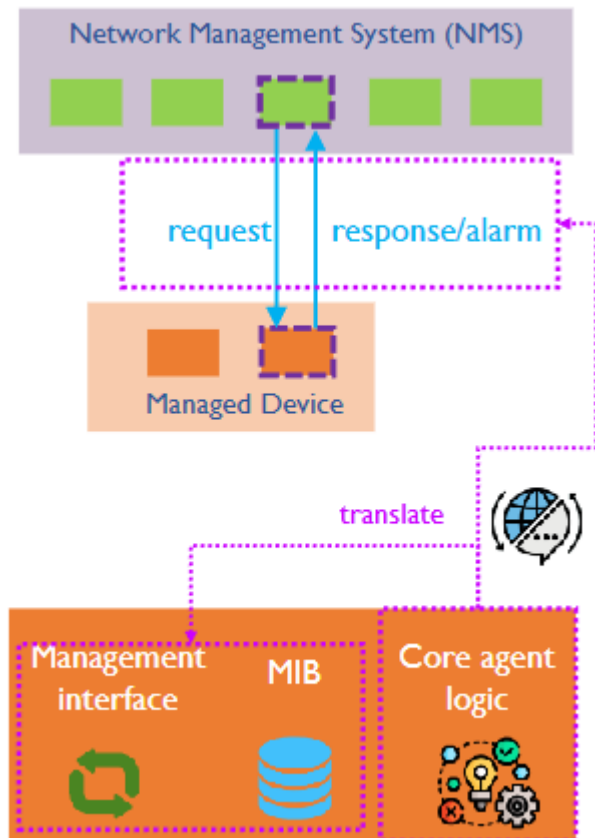 Network Management System (NMS)
request
response/alarm
Managed Device
translate
Management
interface
MIB
Core agent
logic